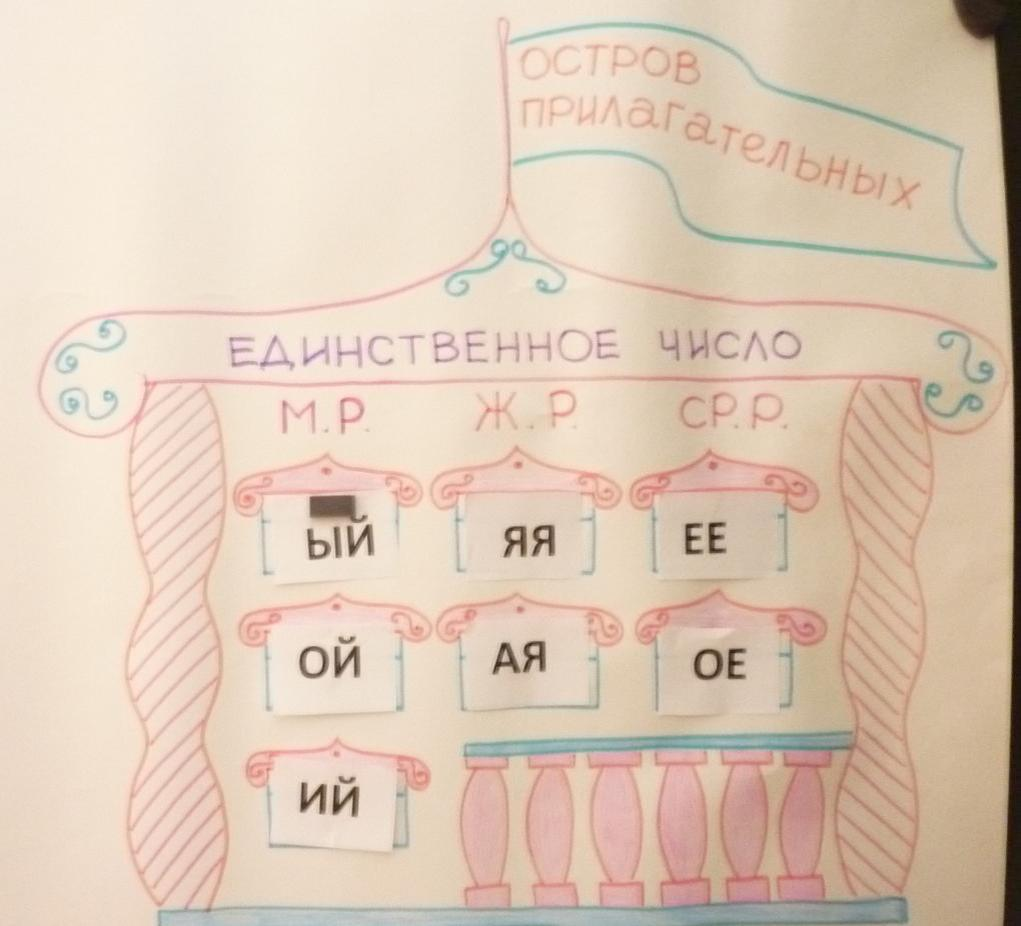 ОСТРОВ
ПРИЛАГАТЕЛЬНЫХ
ЕДИНСТВЕННОЕ ЧИСЛО
М.Р. Ж.Р. СР.Р.
ЫЙ ЯЯ ЕЕ
ОЙ АЯ ОЕ
ИЙ